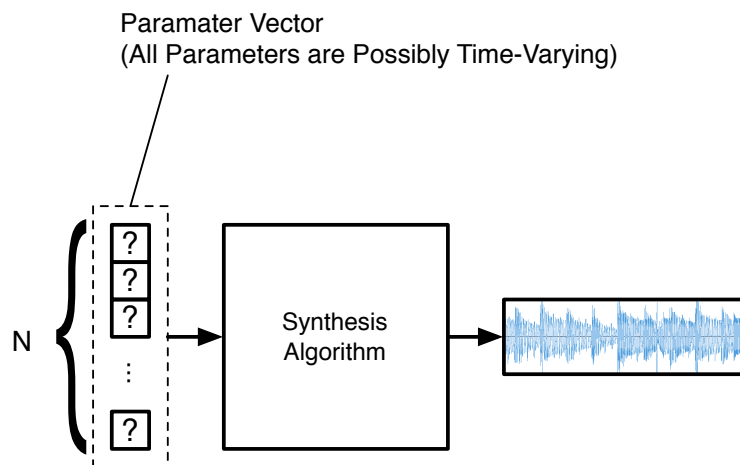 Paramater Vector
(All Parameters are Possibly Time-Varying)
?
?
?
N
Synthesis
Algorithm
...
?